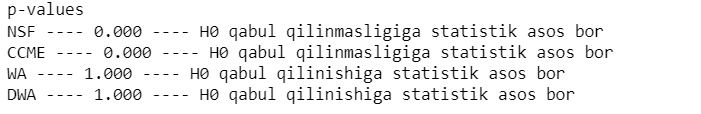 p-values
NSF ---- 0.000 ---- H0 qabul qilinmasligiga statistik asos bor
CCME ---- 0.000 ---- H0 qabul qilinmasligiga statistik asos bor
WA ---- 1.000 ---- H0 qabul qilinishiga statistik asos bor
DWA ---- 1.000 ---- H0 qabul qilinishiga statistik asos bor